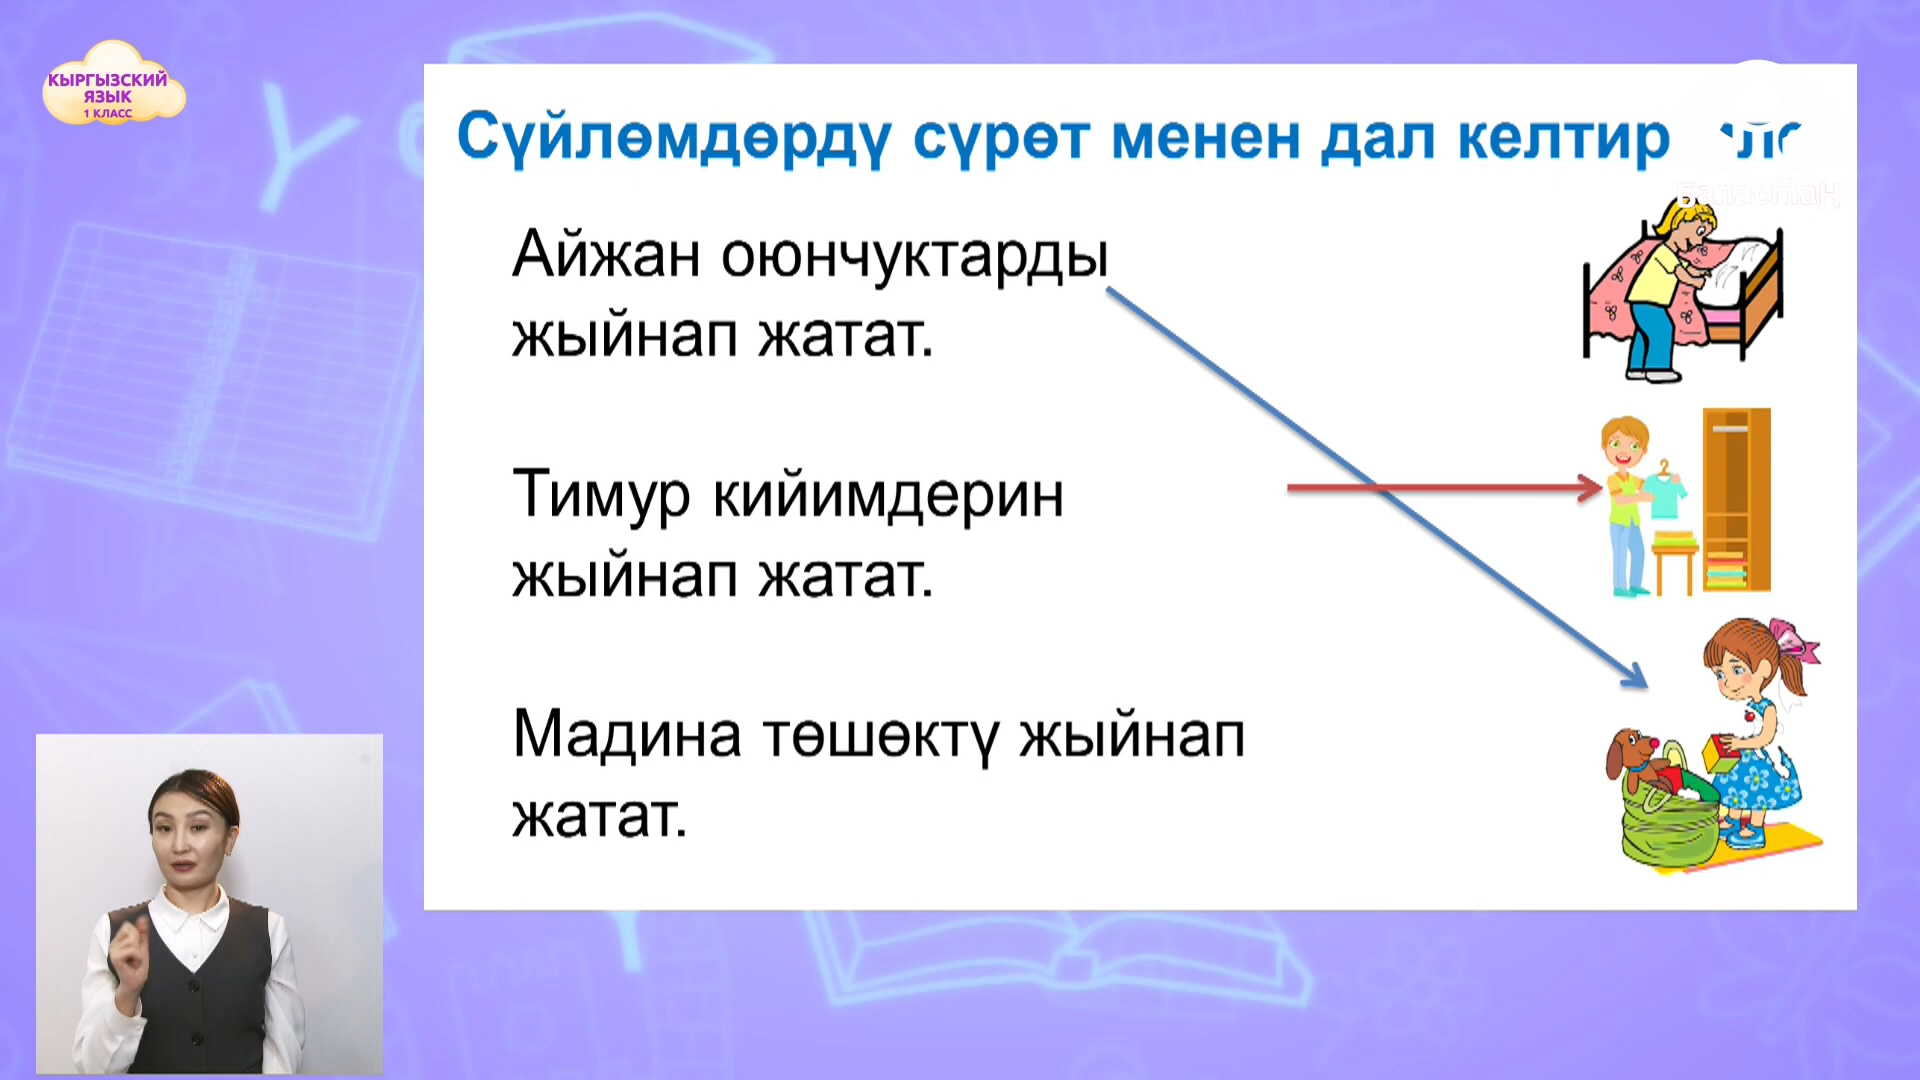 КЫРГЫЗСКИЙ
ЯЗЫК
1 КЛАСС
Сүйлөмдөрдү сүрөт менен дал келтир
Баластан
Айжан оюнчуктарды
жыйнап жатат.
Тимур кийимдерин
жыйнап жатат.
Мадина төшөктү жыйнап
жатат.